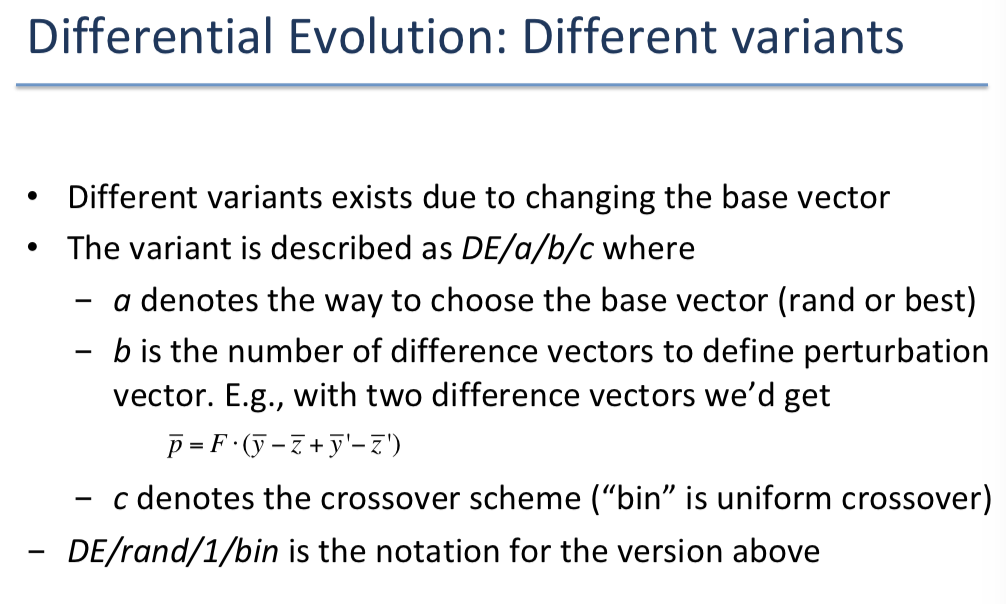 Differential Evolution: Different variants
• Different variants exists due to changing the base vector
• The variant is described as DE/a/b/c where
– a denotes the way to choose the base vector (rand or best)
– b is the number of difference vectors to define perturbation
vector. E.g., with two difference vectors we’d get
p̅ = F · (y̅ – z̅ + y̅ '– z̅ ')
– c denotes the crossover scheme (“bin” is uniform crossover)
– DE/rand/1/bin is the notation for the version above